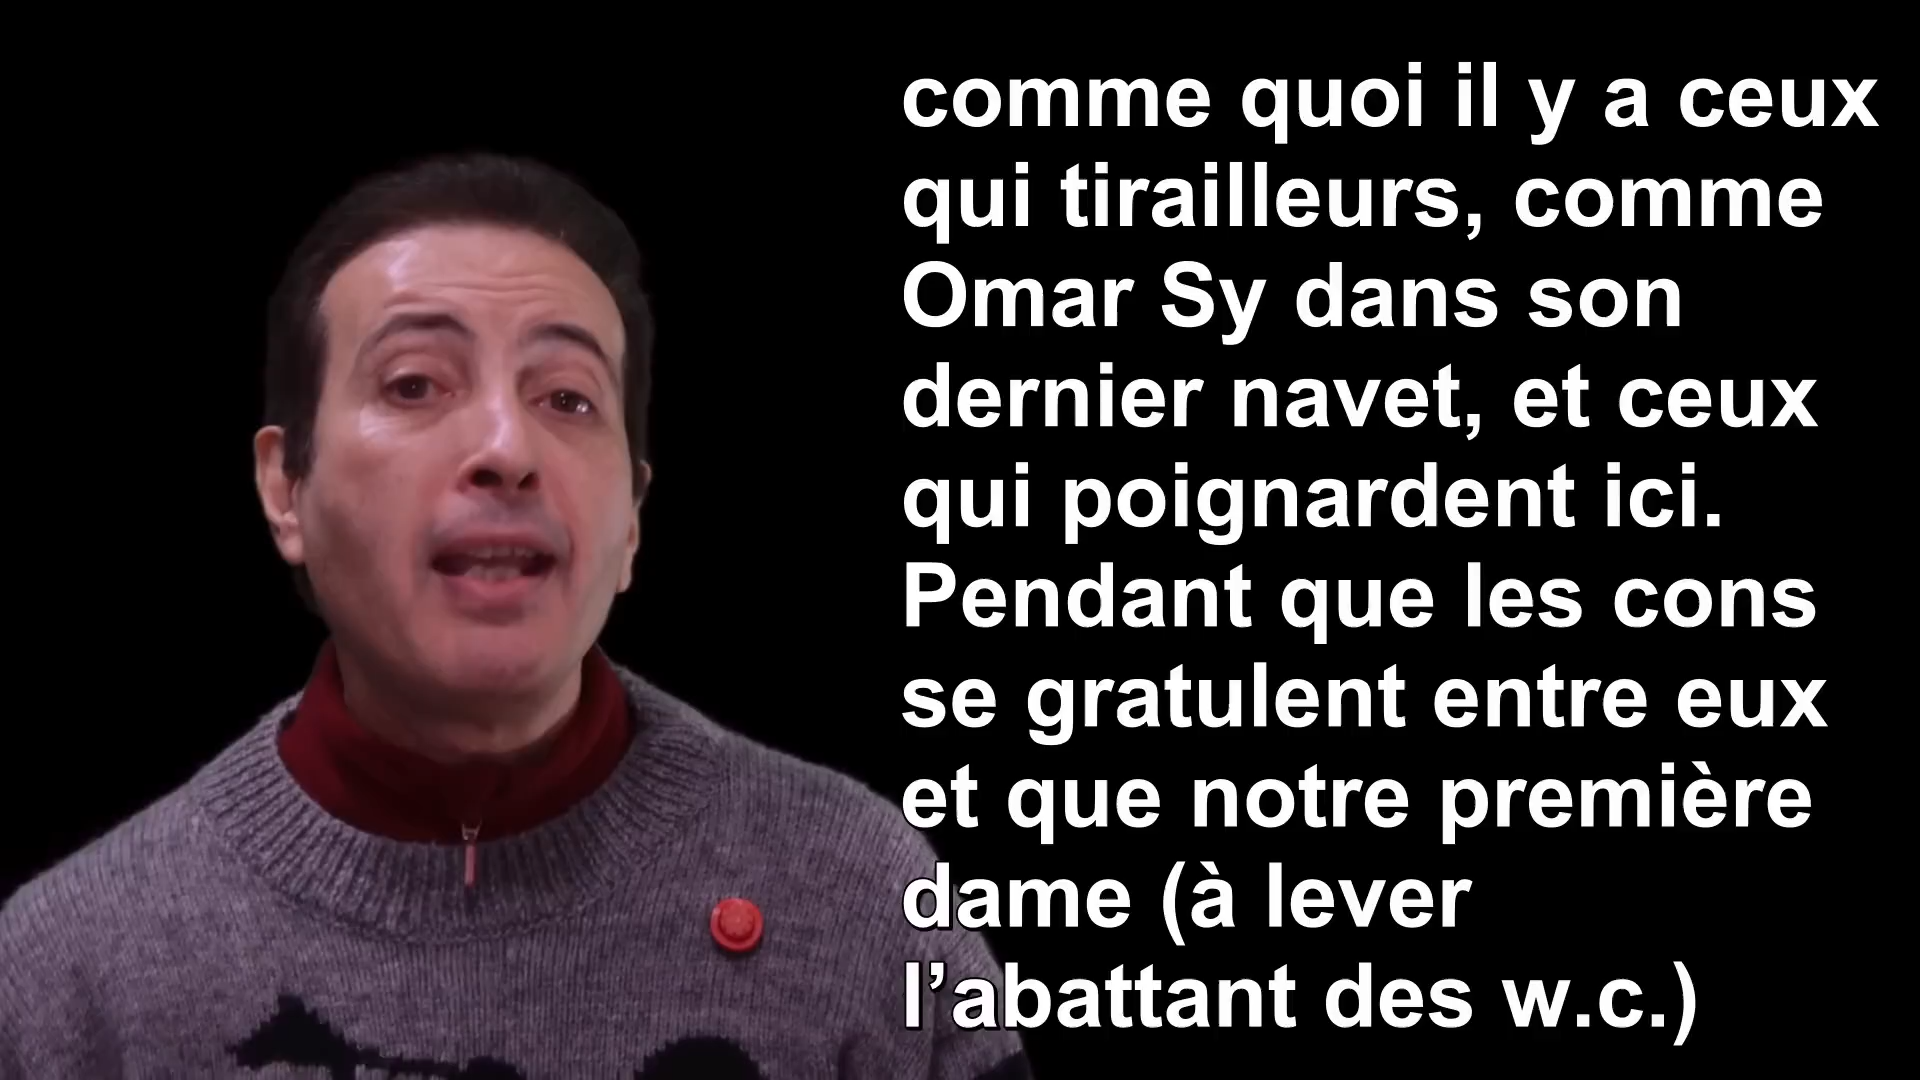 comme quoi il y a ceux
qui tirailleurs, comme
Omar Sy dans son
dernier navet, et ceux
qui poignardent ici.
Pendant que les cons
se gratulent entre eux
et que notre première
dame (à lever
l’abattant des w.c.)